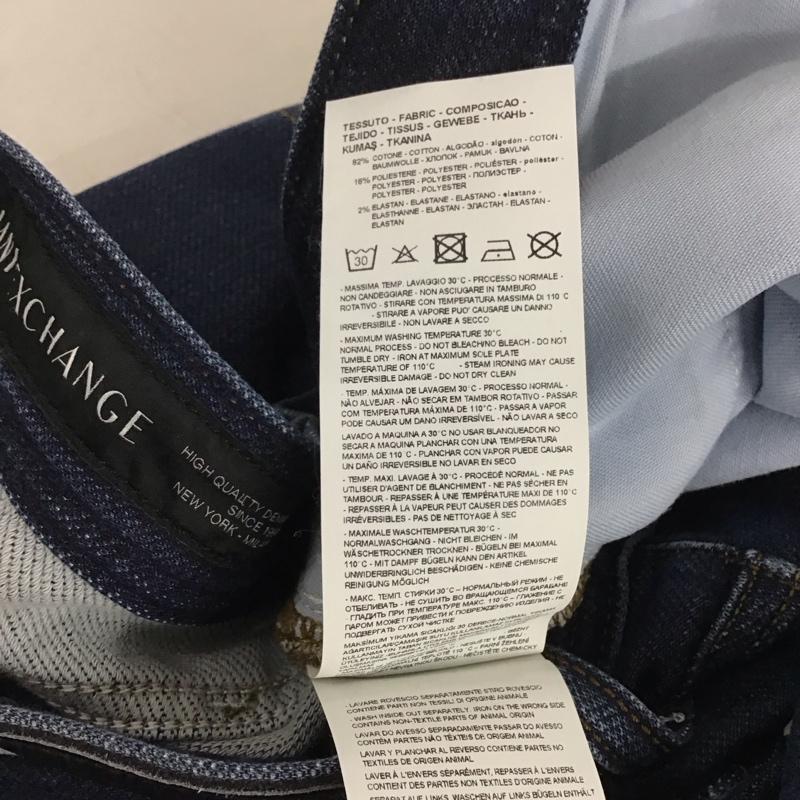 XCHANGE
HIGH QUALITY
SINCE
NEW YORK -
TESSUTO - FABRIC - COMPOSICAO -
TEJIDO - TISSUS - GEWEBE - ТКАНЬ -
KUMAŞ - TKANINA
82% COTONE - COTTON - ALGODÃO - algodón - COTON -
BAUMWOLLE - ХЛОПОК - PAMUK - BAVLNA
16% POLIESTERE - POLYESTER - POLIÉSTER - poliéster -
POLYESTER - POLYESTER - ПОЛИЭСТЕР -
POLYESTER - POLYESTER
2% ELASTAN - ELASTANE - ELASTANO - elastano -
ELASTHANNE - ELASTAN - ЭЛАСТАН - ELASTAN -
ELASTAN
30
- MASSIMA TEMP. LAVAGGIO 30°C - PROCESSO NORMALE -
NON CANDEGGIARE - NON ASCIUGARE IN TAMBURO
ROTATIVO - STIRARE CON TEMPERATURA MASSIMA DI 110°C
- STIRARE A VAPORE PUO' CAUSARE UN DANNO
IRREVERSIBILE - NON LAVARE A SECCO
- MAXIMUM WASHING TEMPERATURE 30°C
NORMAL PROCESS - DO NOT BLEACHING BLEACH - DO NOT
TUMBLE DRY - IRON AT MAXIMUM SOLE PLATE
TEMPERATURE OF 110°C - STEAM IRONING MAY CAUSE
IRREVERSIBLE DAMAGE - DO NOT DRY CLEAN
- TEMP. MÁXIMA DE LAVAGEM 30°C - PROCESSO NORMAL -
NÃO ALVEJAR - NÃO SECAR EM TAMBOR ROTATIVO - PASSAR
COM TEMPERATURA MÁXIMA DE 110°C - PASSAR A VAPOR
PODE CAUSAR UM DANO IRREVERSÍVEL - NÃO LAVAR A SECO
LAVADO A MAQUINA A 30°C NO USAR BLANQUEADOR NO
SECAR A MAQUINA PLANCHAR CON UNA TEMPERATURA
MAXIMA DE 110°C - PLANCHAR CON VAPOR PUEDE CAUSAR
UN DAÑO IRREVERSIBLE NO LAVAR EN SECO
- TEMP. MAXI. LAVAGE À 30°C - PROCÉDÉ NORMAL - NE PAS
UTILISER D'AGENT DE BLANCHIMENT - NE PAS SÉCHER EN
TAMBOUR - REPASSER À UNE TEMPÉRATURE MAXI DE 110°C
- REPASSER À LA VAPEUR PEUT CAUSER DES DOMMAGES
IRRÉVERSIBLES - PAS DE NETTOYAGE À SEC
- MAXIMALE WASCHTEMPERATUR 30°C -
NORMALWASCHGANG - NICHT BLEICHEN - IM
WÄSCHETROCKNER TROCKNEN - BÜGELN BEI MAXIMAL
110°C - MIT DAMPF BÜGELN KANN DEN ARTIKEL
UNWIDERBRINGLICH BESCHÄDIGEN - KEINE CHEMISCHE
REINIGUNG MÖGLICH
- МАКС. ТЕМП. СТИРКИ 30°C – НОРМАЛЬНЫЙ РЕЖИМ - НЕ
ОТБЕЛИВАТЬ - НЕ СУШИТЬ ВО ВРАЩАЮЩЕМСЯ БАРАБАНЕ
- ГЛАДИТЬ ПРИ ТЕМПЕРАТУРЕ МАКС. 110°C – ГЛАЖЕНИЕ С
ПАРОМ МОЖЕТ ПРИВЕСТИ К ПОВРЕЖДЕНИЮ ИЗДЕЛИЯ - НЕ
ПОДВЕРГАТЬ СУХОЙ ЧИСТКЕ
MAKSİMUM YIKAMA SICAKLIĞI 30 DERECE-NORMAL
- LAVARE ROVESCIO SEPARATAMENTE STIRO ROVESCIO
CONTIENE PARTI NON TESSILI DI ORIGINE ANIMALE
- WASH INSIDE OUT SEPARATELY. IRON ON THE WRONG SIDE
CONTAINS NON-TEXTILE PARTS OF ANIMAL ORIGIN
LAVAR DO AVESSO SEPARADAMENTE PASSAR DO AVESSO
CONTÉM PARTES NÃO TÊXTEIS DE ORIGEM ANIMAL
LAVAR Y PLANCHAR AL REVERSO CONTIENE PARTES NO
TEXTILES DE ORIGEN ANIMAL
LAVER À L'ENVERS SÉPARÉMENT, REPASSER À L'ENVERS
CONTIENT DES PARTIES NON TEXTILES D'ORIGINE ANIMALE
AUF LINKS SEPARAT WASCHEN AUF LINKS BÜGELN ENTHÄLT